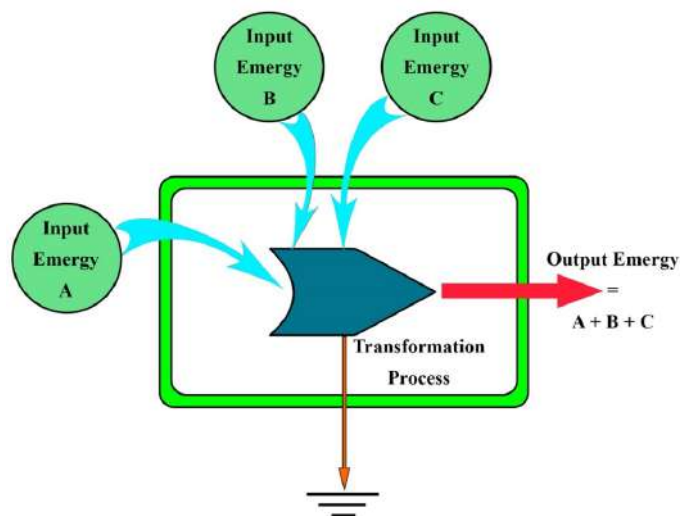 Input
Emergy
B
Input
Emergy
C
Input
Emergy
A
Output Emergy
=
A + B + C
Transformation
Process